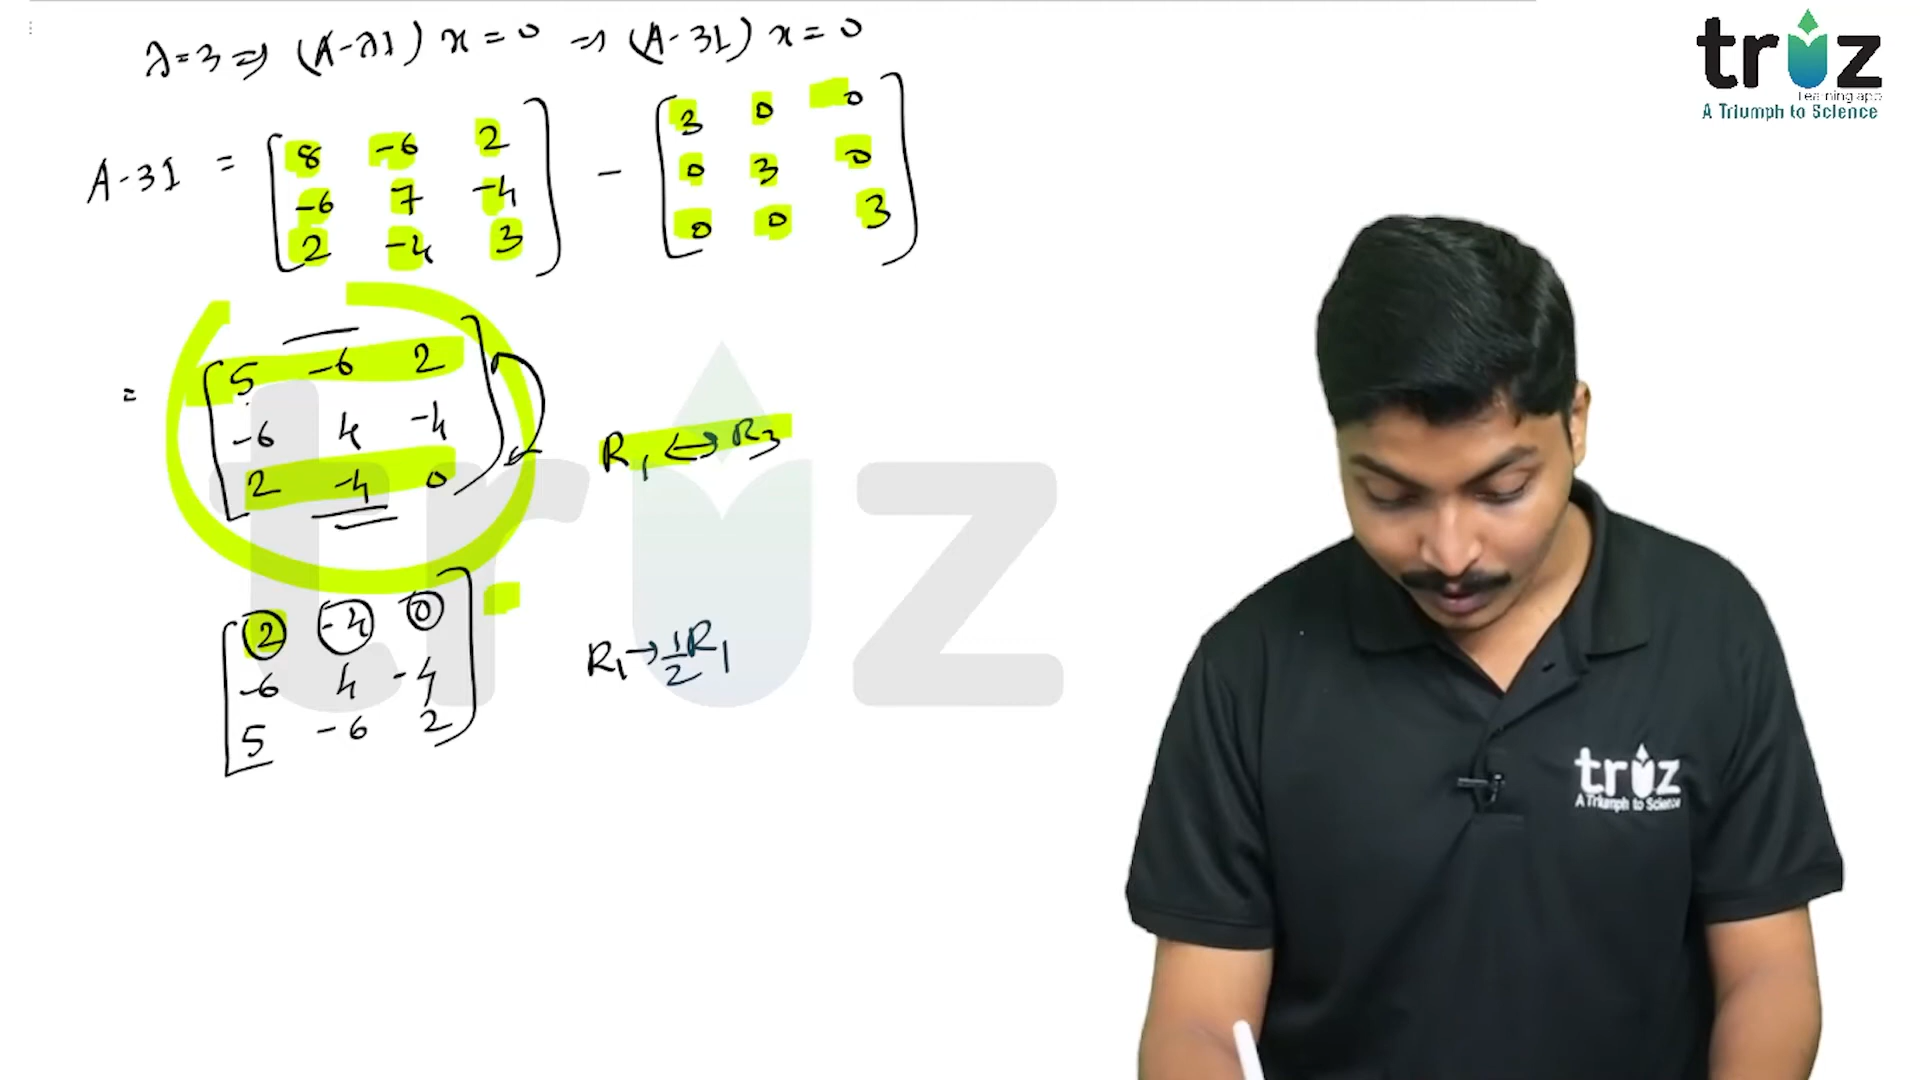 λ=3 ⇒ (A-λI) x = 0 ⇒ (A-3I) x = 0
A-3I = [8 -6 2 - [3 0 0
-6 7 -4 0 3 0
2 -4 3] 0 0 3]
= [5 -6 2
-6 4 -4
2 -4 0] R1 ↔ R3
[2 -4 0
-6 4 -4 R1 → 1/2 R1
5 -6 2]
truz
Learning app
A Triumph to Science
truz
truz
A Triumph to Science